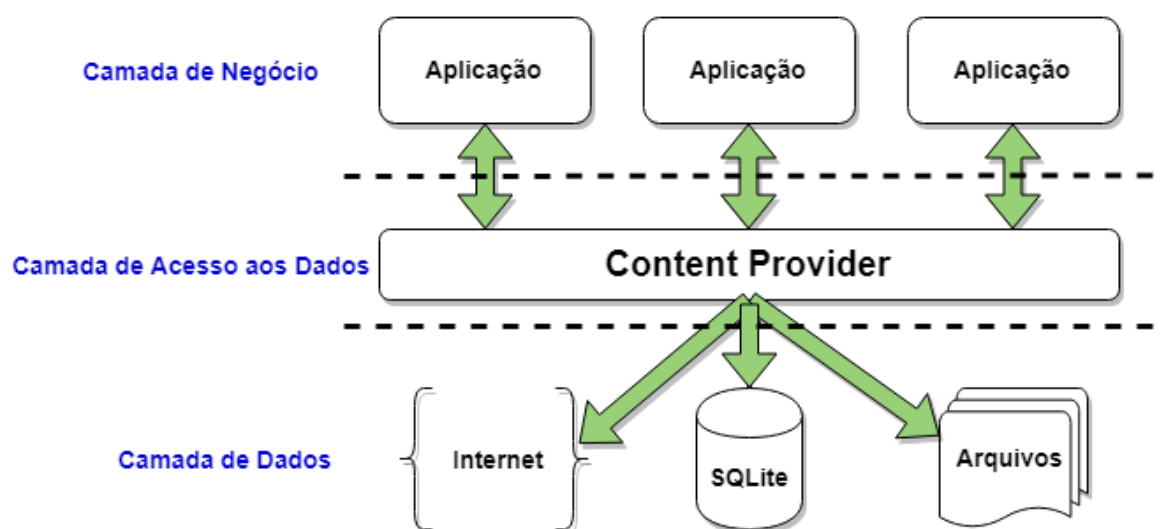 Camada de Negócio
Aplicação
Aplicação
Aplicação
Camada de Acesso aos Dados
Content Provider
Camada de Dados
Internet
SQLite
Arquivos